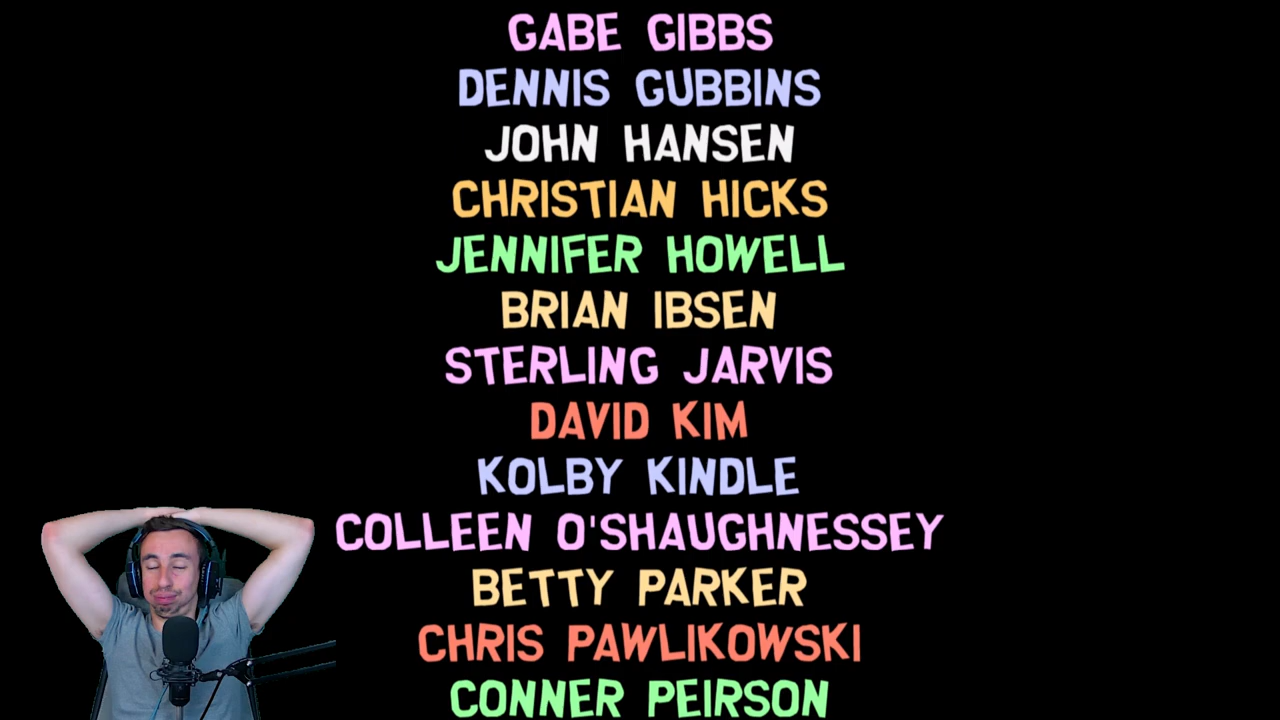 GABE GIBBS
DENNIS GUBBINS
JOHN HANSEN
CHRISTIAN HICKS
JENNIFER HOWELL
BRIAN IBSEN
STERLING JARVIS
DAVID KIM
KOLBY KINDLE
COLLEEN O'SHAUGHNESSEY
BETTY PARKER
CHRIS PAWLIKOWSKI
CONNER PEIRSON